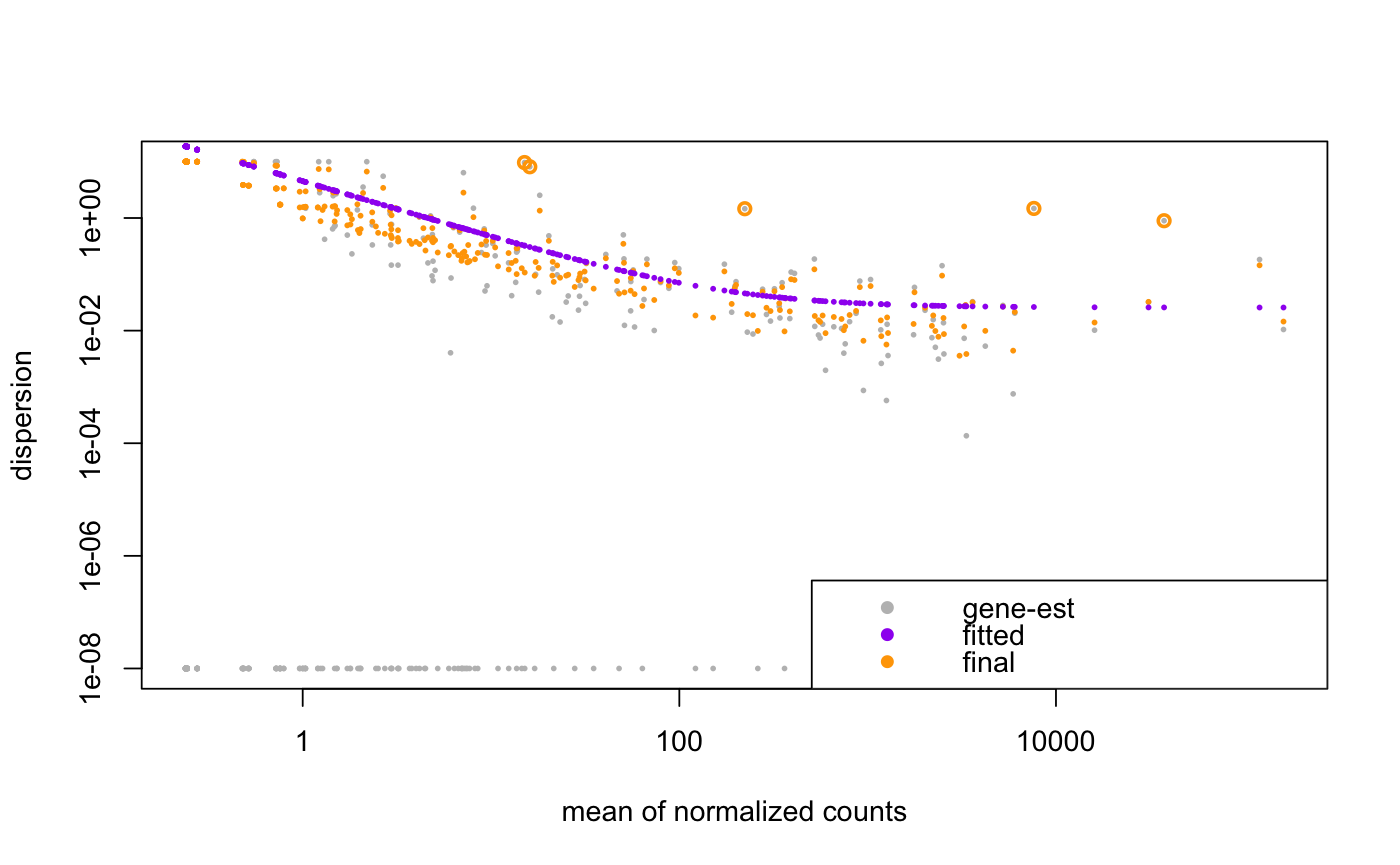 1e+00
1e-02
1e-04
1e-06
1e-08
dispersion
gene-est
fitted
final
1
100
10000
mean of normalized counts